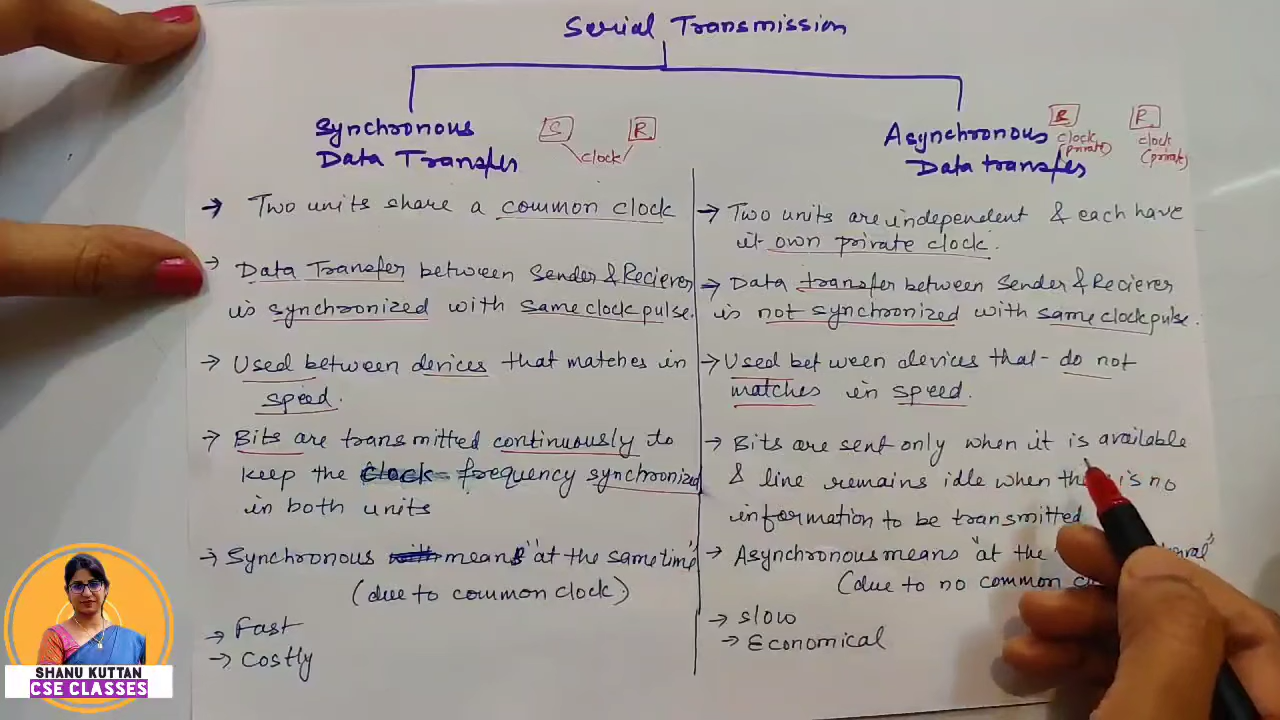 Serial Transmission
Synchronous
Data Transfer
S R
clock
Two units share a common clock
Data Transfer between Sender & Reciever
is synchronized with same clock pulse.
Used between devices that matches in
speed.
Bits are transmitted continuously to
keep the clock frequency synchronized
in both units
Synchronous means "at the same time"
(due to common clock)
Fast
Costly
Asynchronous
Data transfer
R
clock
(private)
clock
(private)
Two units are independent & each have
it own private clock.
Data transfer between Sender & Reciever
is not synchronized with same clock pulse.
Used between devices that do not
matches in speed.
Bits are sent only when it is available
& line remains idle when is no
information to be transmitted
Asynchronous means "at the
(due to no common
Slow
Economical
SHANU KUTTAN
CSE CLASSES